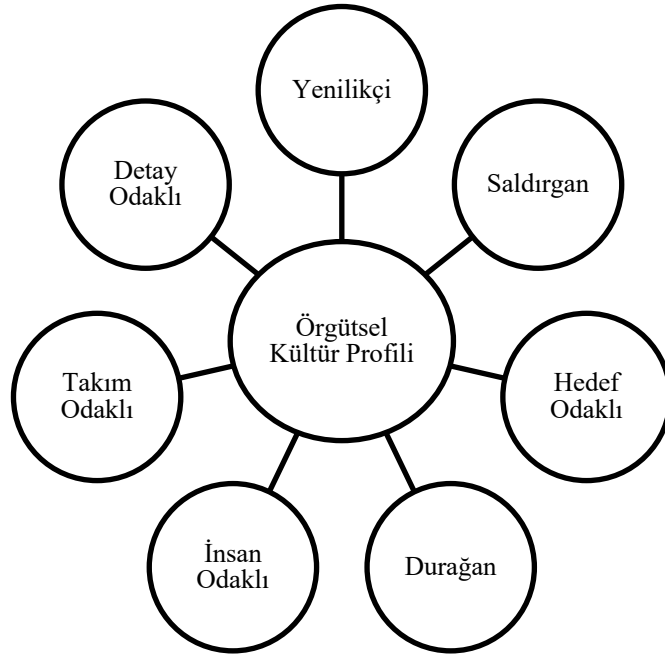 Yenilikçi
Detay
Odaklı
Saldırgan
Örgütsel
Kültür Profili
Takım
Odaklı
Hedef
Odaklı
İnsan
Odaklı
Durağan